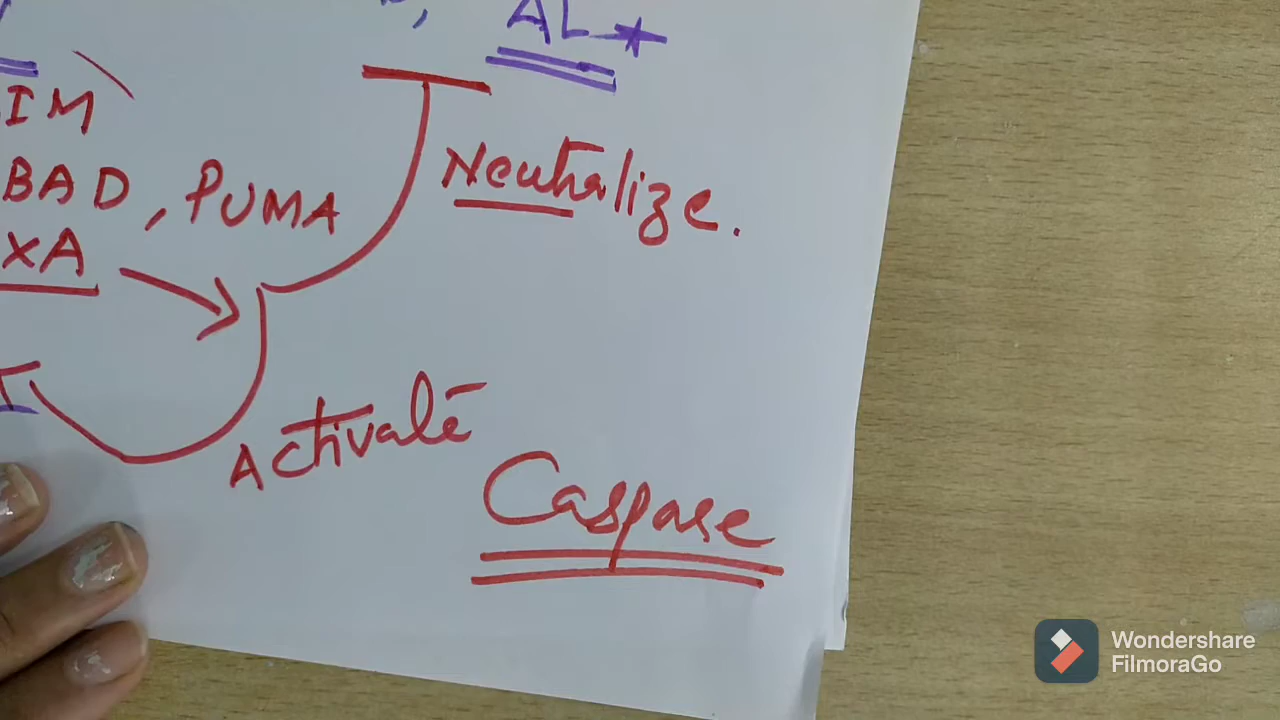 AL
IM
BAD, PUMA
XA
Neutralize.
Activate
Caspase
Wondershare
FilmoraGo